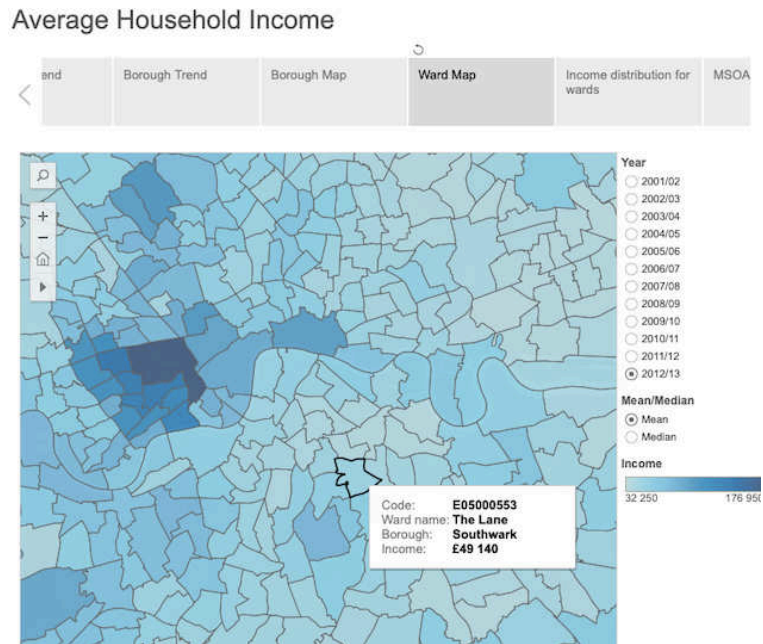 Average Household Income
end
Borough Trend
Borough Map
Ward Map
Income distribution for
wards
MSOA
Year
2001/02
2002/03
2003/04
2004/05
2005/06
2006/07
2007/08
2008/09
2009/10
2010/11
2011/12
2012/13
Mean/Median
Mean
Median
Income
32 250
176 950
Code: E05000553
Ward name: The Lane
Borough: Southwark
Income: £49 140